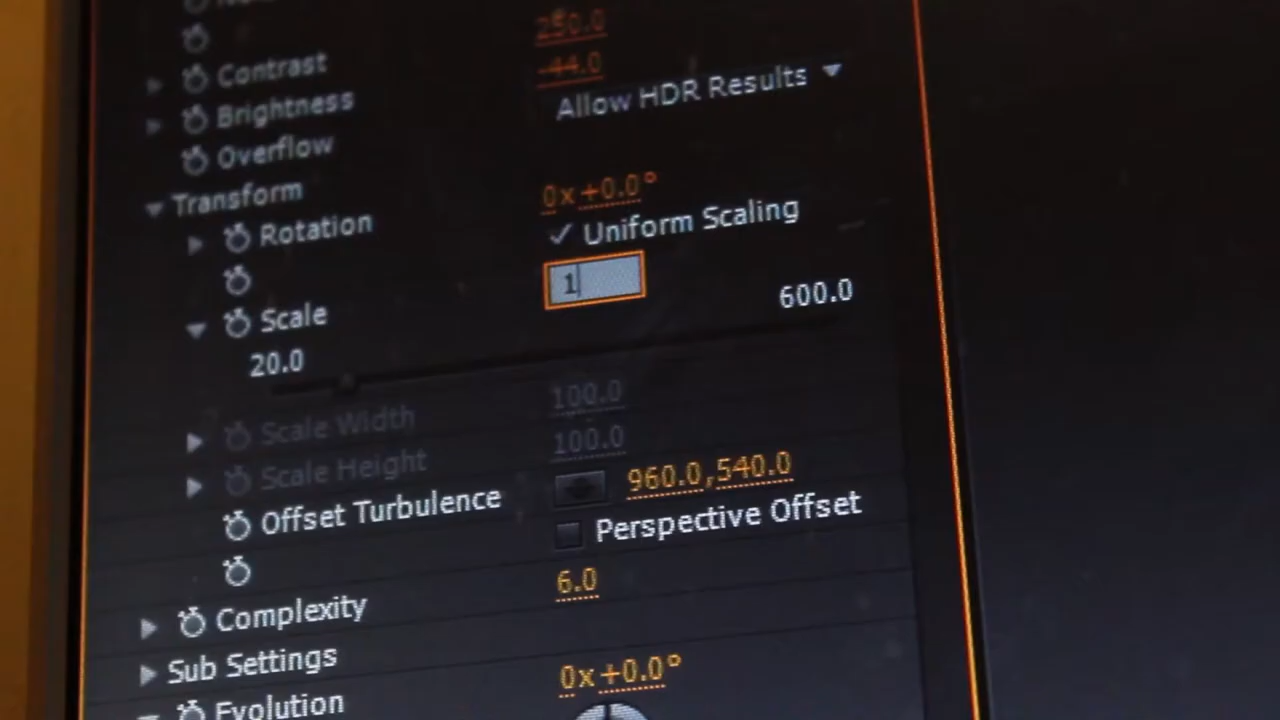 250.0
Contrast -44.0
Brightness Allow HDR Results
Overflow
Transform 0x+0.0°
Rotation ✓ Uniform Scaling
1
Scale 600.0
20.0
Scale Width 100.0
Scale Height 100.0
Offset Turbulence 960.0,540.0
Perspective Offset
Complexity 6.0
Sub Settings
Evolution 0x+0.0°